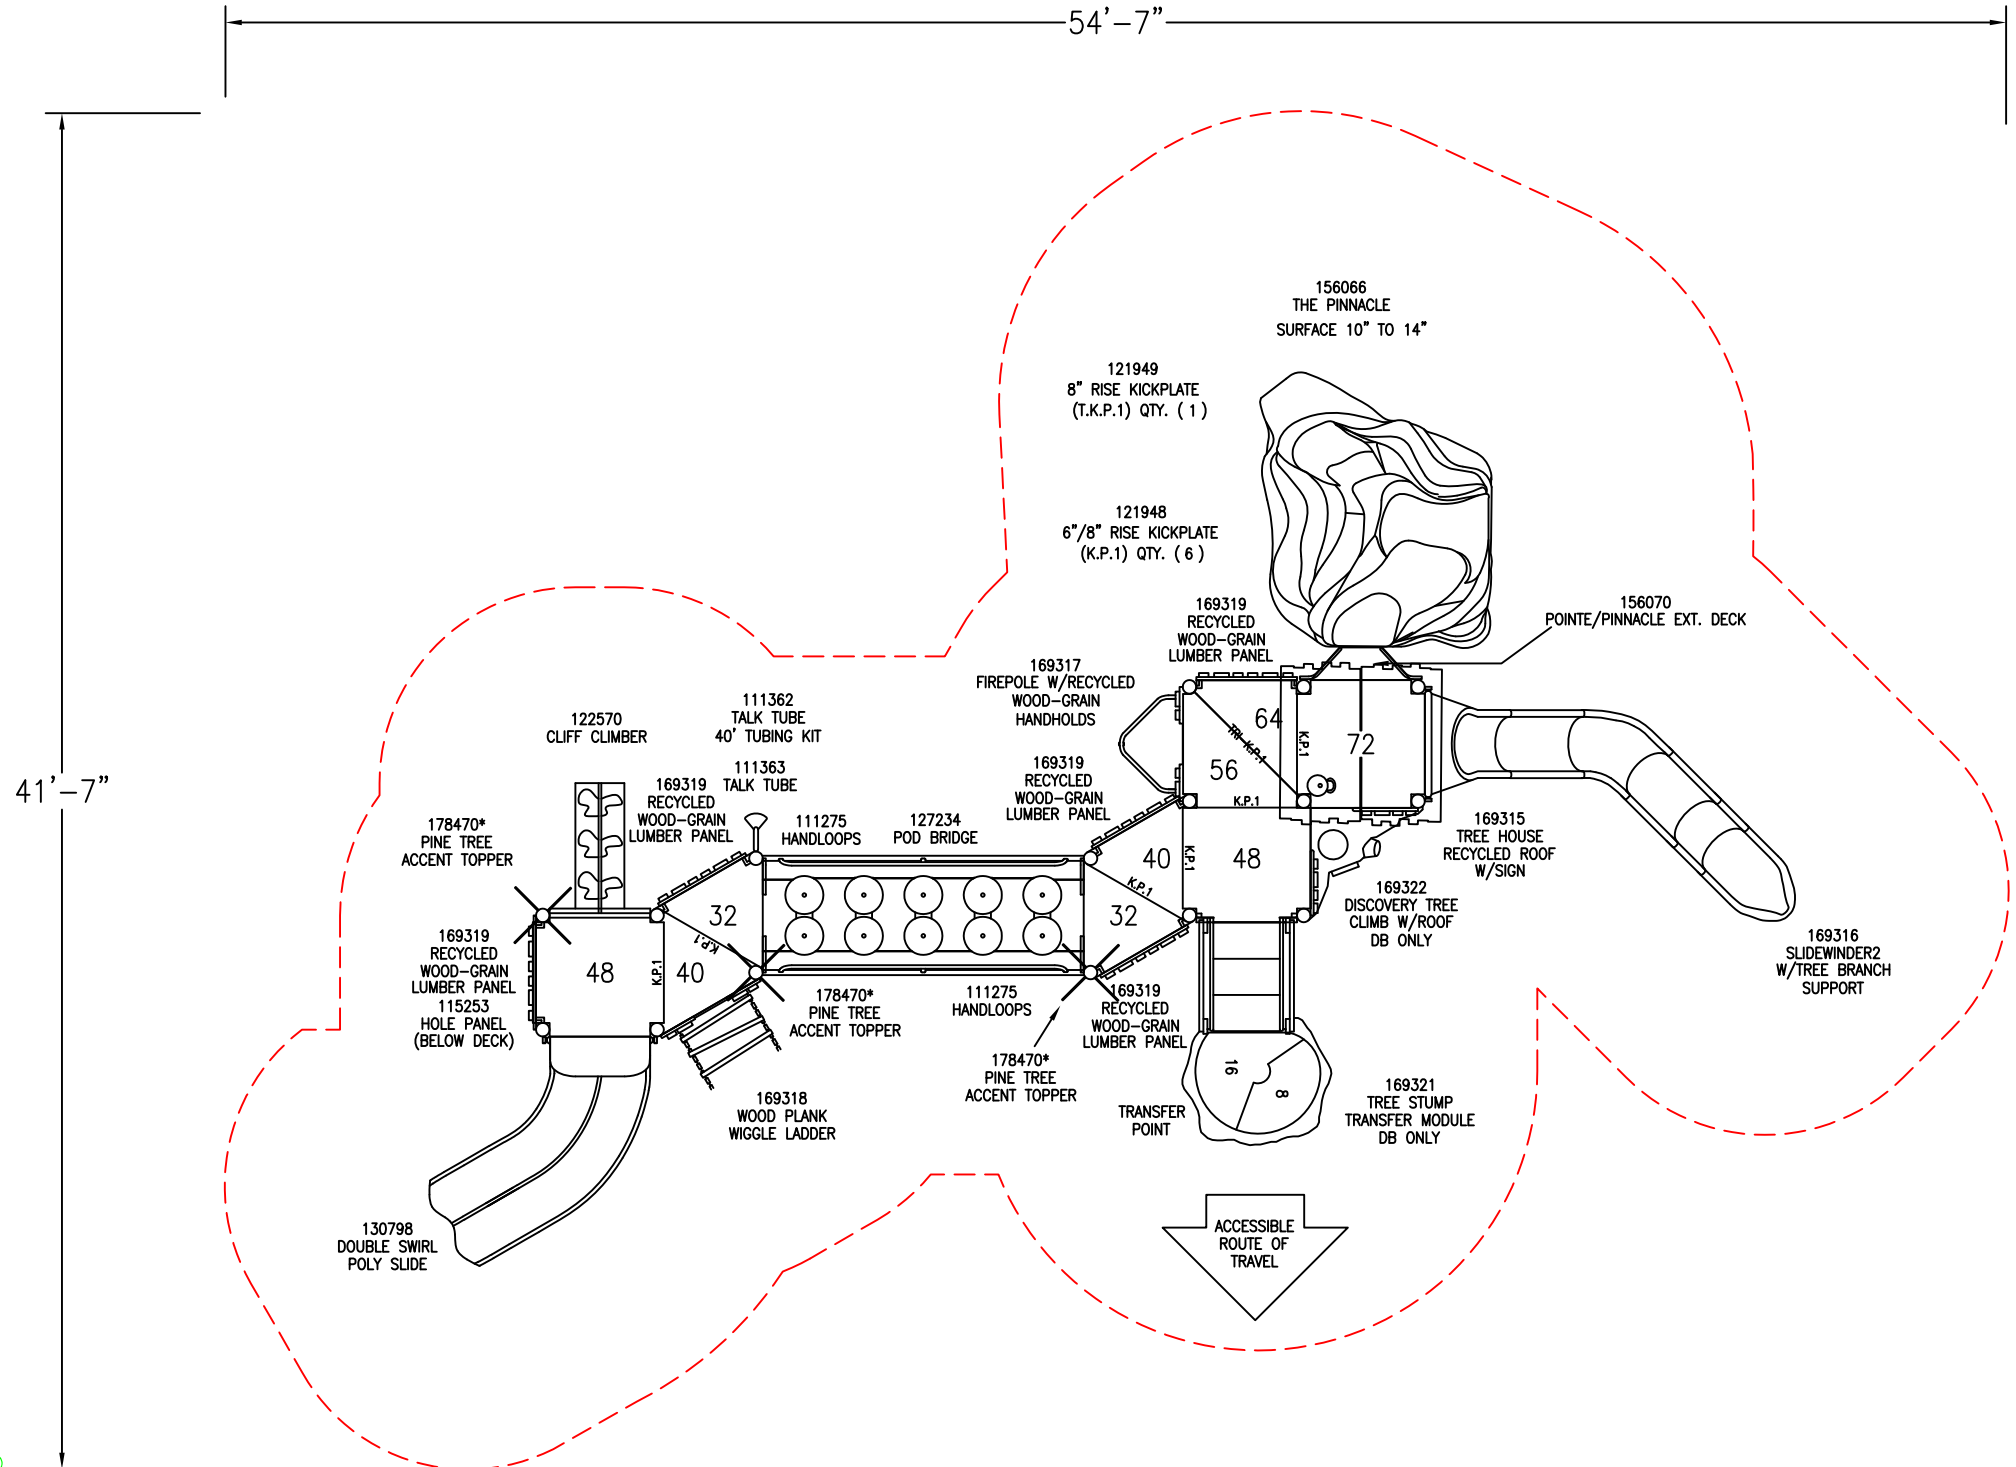 54'-7"
156066
THE PINNACLE
SURFACE 10" TO 14"
121949
8" RISE KICKPLATE
(T.K.P.1) QTY. ( 1 )
121948
6"/8" RISE KICKPLATE
(K.P.1) QTY. ( 6 )
169319
RECYCLED
WOOD-GRAIN
LUMBER PANEL
156070
POINTE/PINNACLE EXT. DECK
169317
FIREPOLE W/RECYCLED
WOOD-GRAIN
HANDHOLDS
111362
TALK TUBE
40' TUBING KIT
122570
CLIFF CLIMBER
64
TRI K.P.1
K.P.1
72
56
K.P.1
41'-7"
111363
TALK TUBE
169319
RECYCLED
WOOD-GRAIN
LUMBER PANEL
169319
RECYCLED
WOOD-GRAIN
LUMBER PANEL
178470*
PINE TREE
ACCENT TOPPER
111275
HANDLOOPS
127234
POD BRIDGE
169315
TREE HOUSE
RECYCLED ROOF
W/SIGN
40
K.P.1
48
K.P.1
32
32
K.P.1
169322
DISCOVERY TREE
CLIMB W/ROOF
DB ONLY
169319
RECYCLED
WOOD-GRAIN
LUMBER PANEL
115253
HOLE PANEL
(BELOW DECK)
48
K.P.1
40
169316
SLIDEWINDER2
W/TREE BRANCH
SUPPORT
178470*
PINE TREE
ACCENT TOPPER
111275
HANDLOOPS
169319
RECYCLED
WOOD-GRAIN
LUMBER PANEL
178470*
PINE TREE
ACCENT TOPPER
16
8
169318
WOOD PLANK
WIGGLE LADDER
TRANSFER
POINT
169321
TREE STUMP
TRANSFER MODULE
DB ONLY
130798
DOUBLE SWIRL
POLY SLIDE
ACCESSIBLE
ROUTE OF
TRAVEL